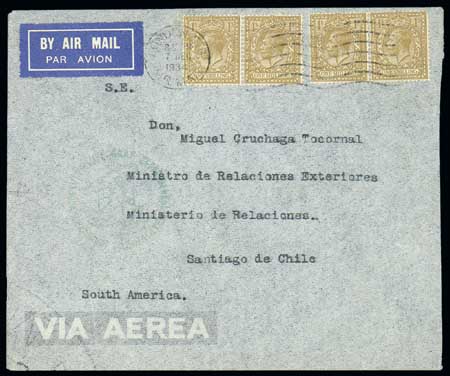 BY AIR MAIL
PAR AVION
S.E.
Don,
Miguel Cruchaga Tocornal
Ministro de Relaciones Exteriores
Ministerio de Relaciones.
Santiago de Chile
South America.
VIA AEREA